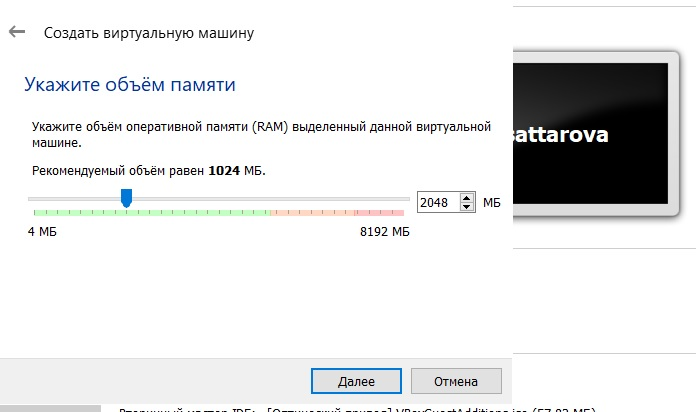 Создать виртуальную машину
Укажите объём памяти
Укажите объём оперативной памяти (RAM) выделенный данной виртуальной
машине.
Рекомендуемый объём равен 1024 МБ.
2048 МБ
4 МБ 8192 МБ
sattarova
Далее Отмена
Вторичный мастер IDE: [Оптический привод] VBoxGuestAdditions.iso (57,82 МБ)